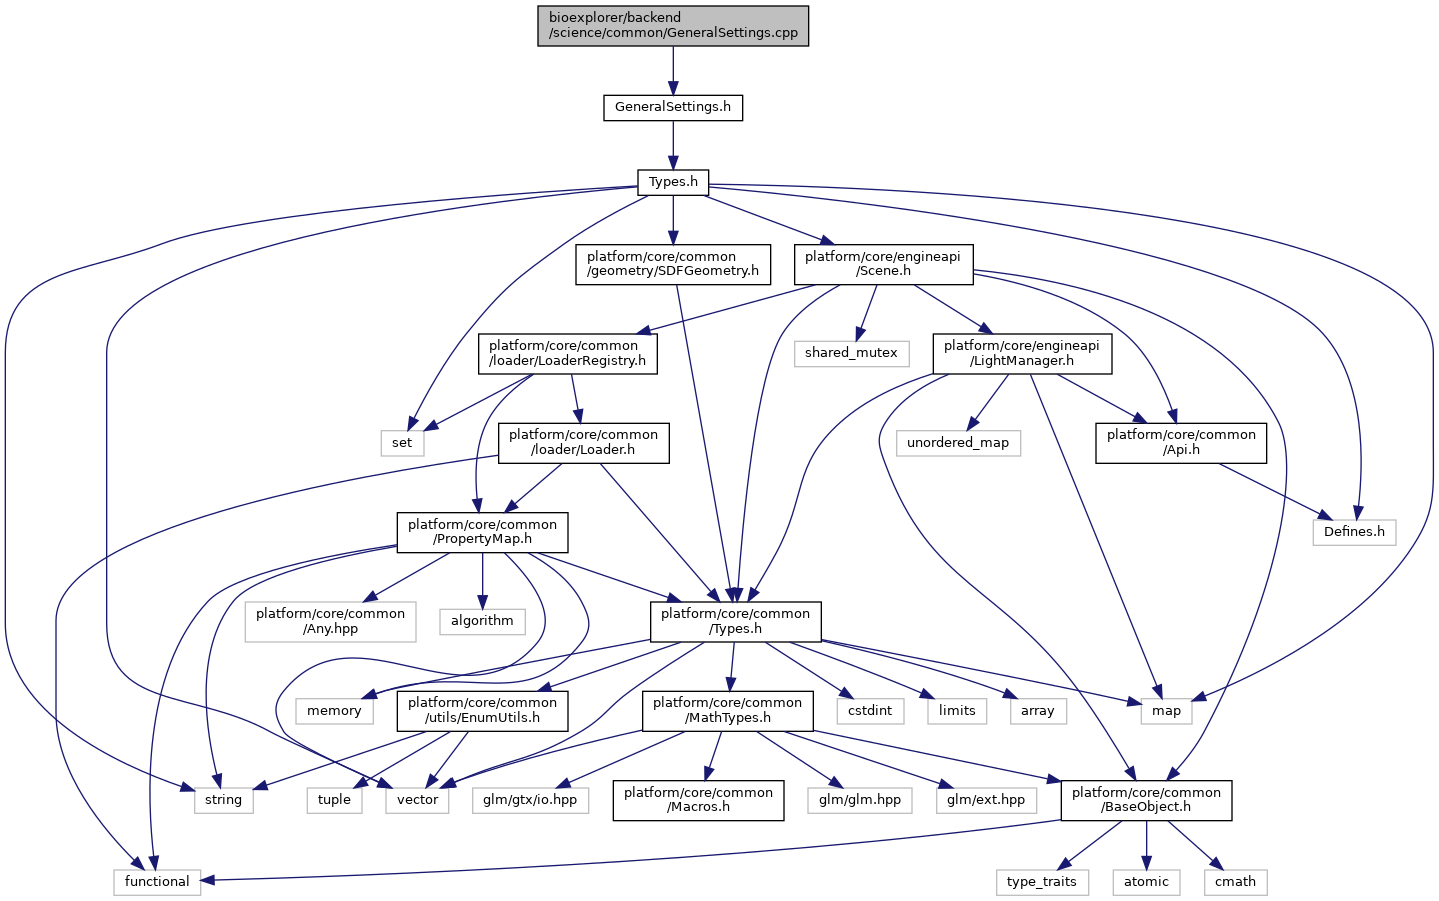 bioexplorer/backend
/science/common/GeneralSettings.cpp
GeneralSettings.h
Types.h
platform/core/common
/geometry/SDFGeometry.h
platform/core/engineapi
/Scene.h
platform/core/common
/loader/LoaderRegistry.h
shared_mutex
platform/core/engineapi
/LightManager.h
set
platform/core/common
/loader/Loader.h
unordered_map
platform/core/common
/Api.h
platform/core/common
/PropertyMap.h
Defines.h
platform/core/common
/Any.hpp
algorithm
platform/core/common
/Types.h
memory
platform/core/common
/utils/EnumUtils.h
platform/core/common
/MathTypes.h
cstdint
limits
array
map
string
tuple
vector
glm/gtx/io.hpp
platform/core/common
/Macros.h
glm/glm.hpp
glm/ext.hpp
platform/core/common
/BaseObject.h
functional
type_traits
atomic
cmath